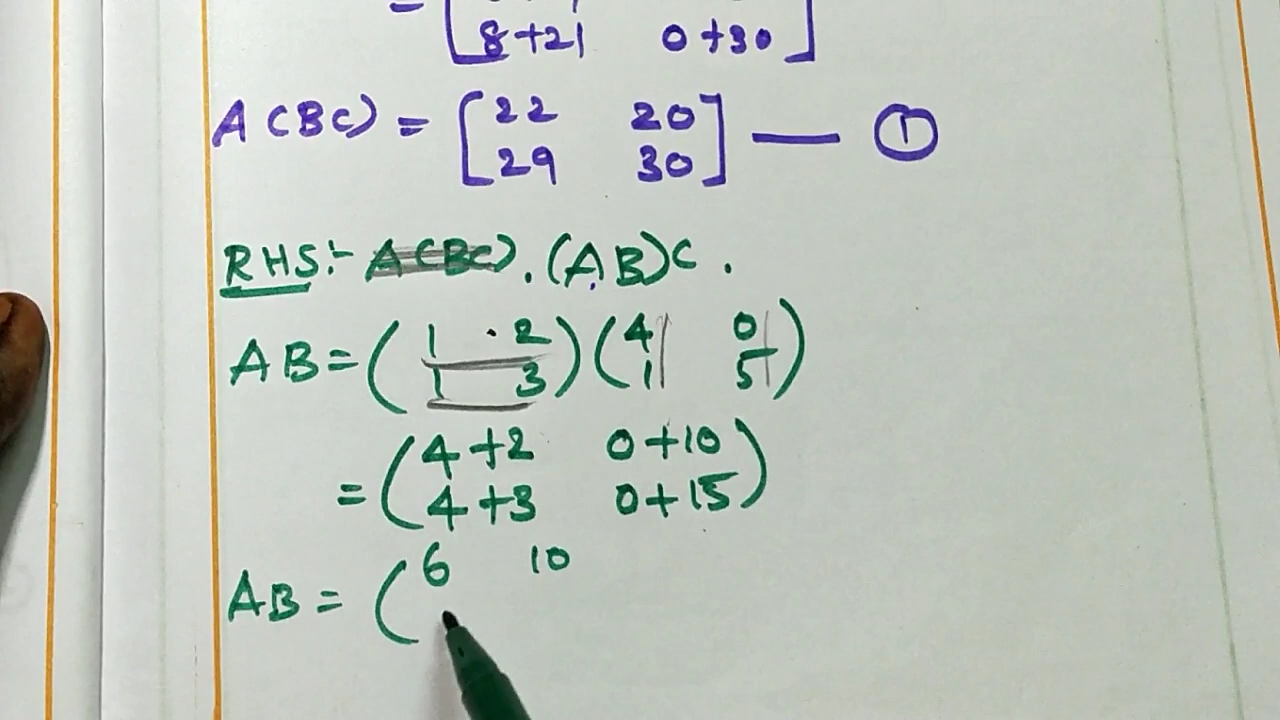 8+21 0+30
A(BC) = [22 20] — ①
29 30
RHS:- A(BC). (AB)C.
AB = (1 2)(4 0)
1 3 1 5
= (4+2 0+10)
4+3 0+15
AB = (6 10